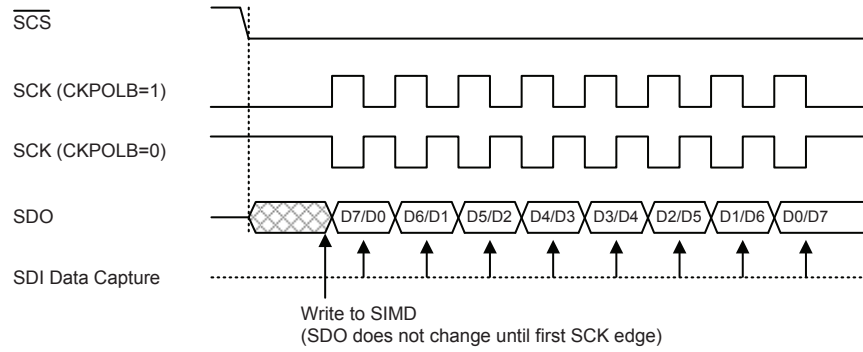 SCS
SCK (CKPOLB=1)
SCK (CKPOLB=0)
SDO
D7/D0 D6/D1 D5/D2 D4/D3 D3/D4 D2/D5 D1/D6 D0/D7
SDI Data Capture
Write to SIMD
(SDO does not change until first SCK edge)